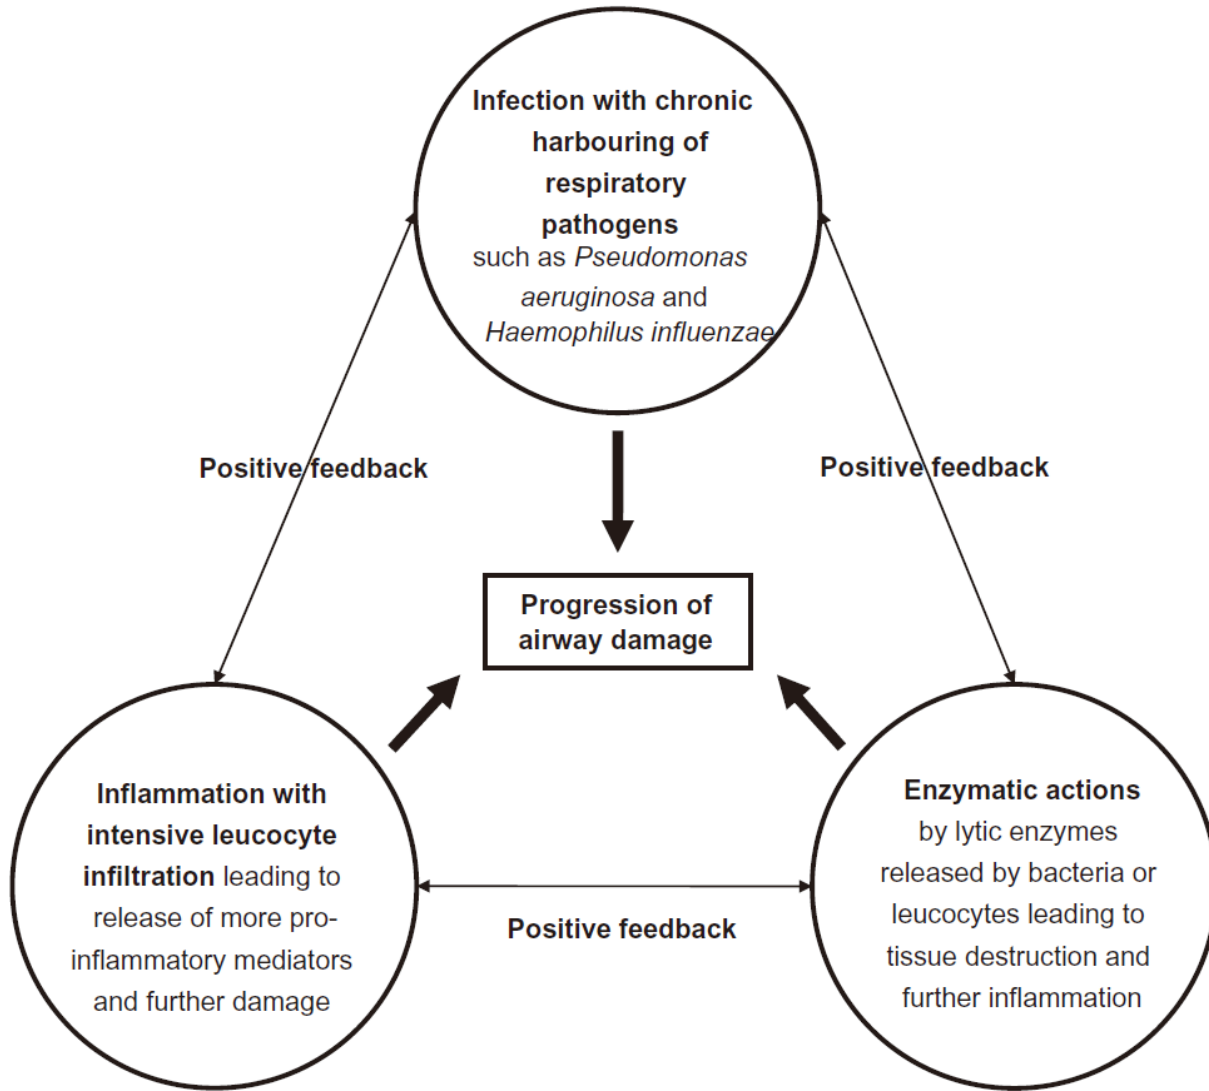 Infection with chronic
harbouring of
respiratory
pathogens
such as Pseudomonas
aeruginosa and
Haemophilus influenzae
Positive feedback
Positive feedback
Progression of
airway damage
Inflammation with
intensive leucocyte
infiltration leading to
release of more pro-
inflammatory mediators
and further damage
Positive feedback
Enzymatic actions
by lytic enzymes
released by bacteria or
leucocytes leading to
tissue destruction and
further inflammation